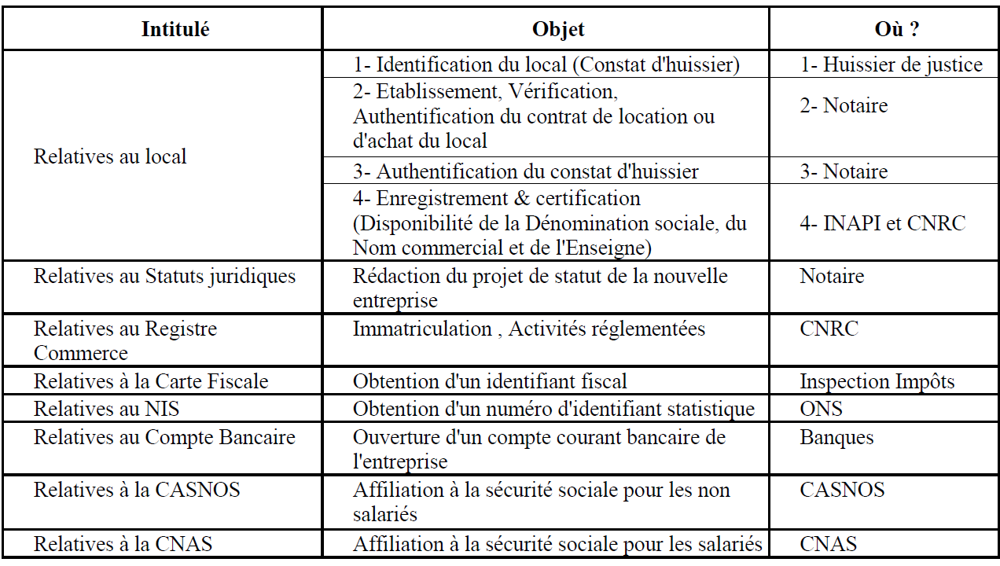 Intitulé
Objet
Où ?
Relatives au local
1- Identification du local (Constat d'huissier)
1- Huissier de justice
2- Etablissement, Vérification,
Authentification du contrat de location ou
d'achat du local
2- Notaire
3- Authentification du constat d'huissier
3- Notaire
4- Enregistrement & certification
(Disponibilité de la Dénomination sociale, du
Nom commercial et de l'Enseigne)
4- INAPI et CNRC
Relatives au Statuts juridiques
Rédaction du projet de statut de la nouvelle
entreprise
Notaire
Relatives au Registre
Commerce
Immatriculation , Activités réglementées
CNRC
Relatives à la Carte Fiscale
Obtention d'un identifiant fiscal
Inspection Impôts
Relatives au NIS
Obtention d'un numéro d'identifiant statistique
ONS
Relatives au Compte Bancaire
Ouverture d'un compte courant bancaire de
l'entreprise
Banques
Relatives à la CASNOS
Affiliation à la sécurité sociale pour les non
salariés
CASNOS
Relatives à la CNAS
Affiliation à la sécurité sociale pour les salariés
CNAS